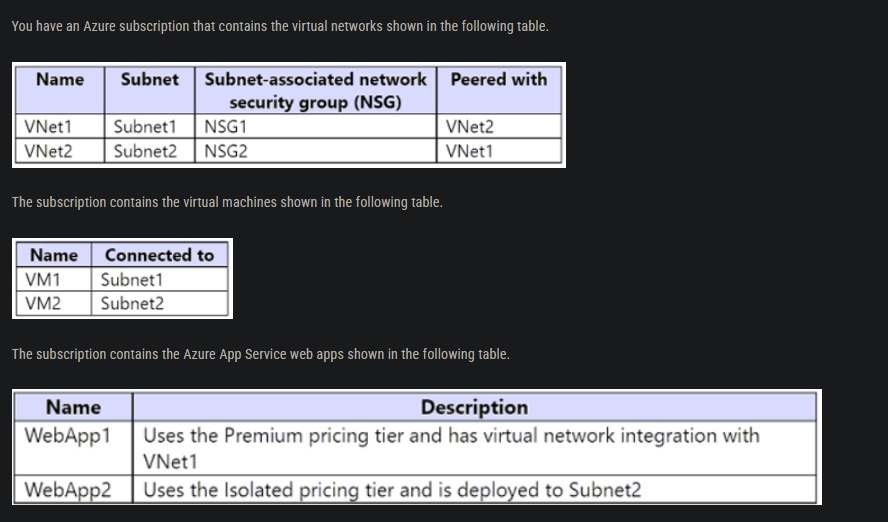 You have an Azure subscription that contains the virtual networks shown in the following table.
Name Subnet Subnet-associated network security group (NSG) Peered with
VNet1 Subnet1 NSG1 VNet2
VNet2 Subnet2 NSG2 VNet1
The subscription contains the virtual machines shown in the following table.
Name Connected to
VM1 Subnet1
VM2 Subnet2
The subscription contains the Azure App Service web apps shown in the following table.
Name Description
WebApp1 Uses the Premium pricing tier and has virtual network integration with
VNet1
WebApp2 Uses the Isolated pricing tier and is deployed to Subnet2